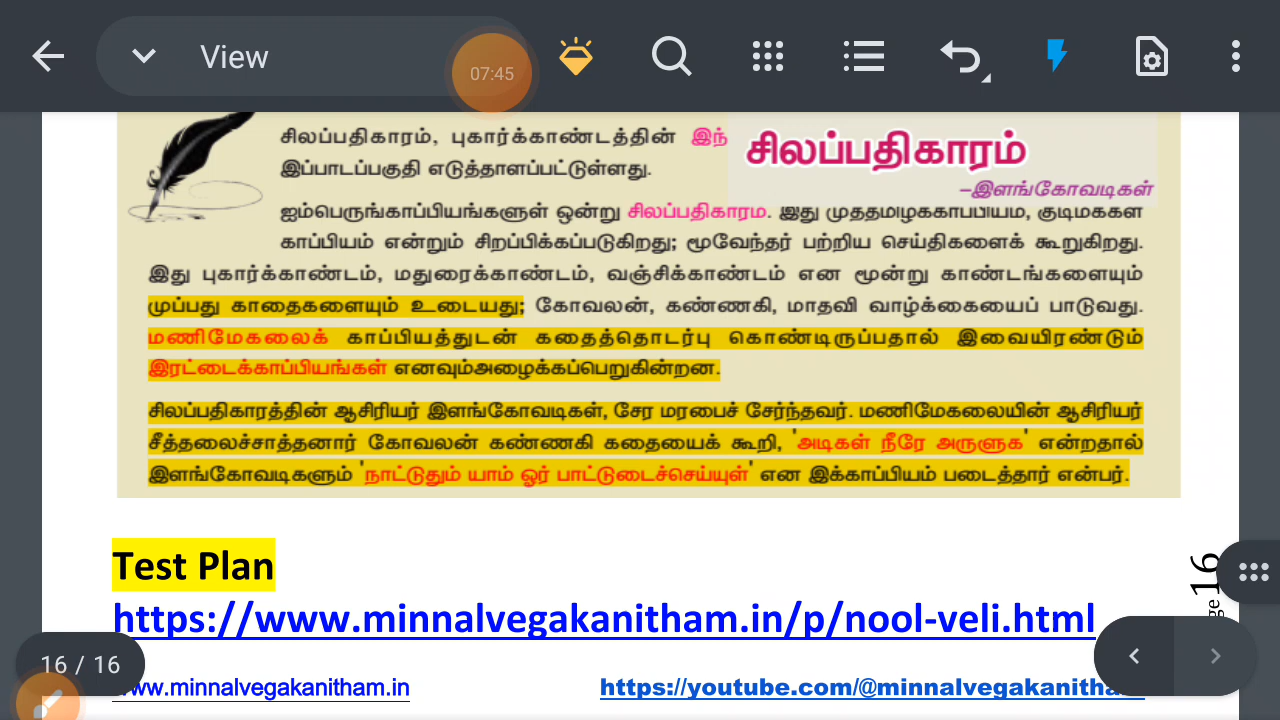 View
07:45
சிலப்பதிகாரம், புகார்க்காண்டத்தின் இந்
சிலப்பதிகாரம்
இப்பாடப்பகுதி எடுத்தாளப்பட்டுள்ளது.
–இளங்கோவடிகள்
ஐம்பெருங்காப்பியங்களுள் ஒன்று சிலப்பதிகாரம். இது முத்தமிழ்க்காப்பியம், குடிமக்கள்
காப்பியம் என்றும் சிறப்பிக்கப்படுகிறது; மூவேந்தர் பற்றிய செய்திகளைக் கூறுகிறது.
இது புகார்க்காண்டம், மதுரைக்காண்டம், வஞ்சிக்காண்டம் என மூன்று காண்டங்களையும்
முப்பது காதைகளையும் உடையது; கோவலன், கண்ணகி, மாதவி வாழ்க்கையைப் பாடுவது.
மணிமேகலைக் காப்பியத்துடன் கதைத்தொடர்பு கொண்டிருப்பதால் இவையிரண்டும்
இரட்டைக்காப்பியங்கள் எனவும்அழைக்கப்பெறுகின்றன.
சிலப்பதிகாரத்தின் ஆசிரியர் இளங்கோவடிகள், சேர மரபைச் சேர்ந்தவர். மணிமேகலையின் ஆசிரியர்
சீத்தலைச்சாத்தனார் கோவலன் கண்ணகி கதையைக் கூறி, 'அடிகள் நீரே அருளுக' என்றதால்
இளங்கோவடிகளும் 'நாட்டுதும் யாம் ஓர் பாட்டுடைச்செய்யுள்' என இக்காப்பியம் படைத்தார் என்பர்.
Test Plan
https://www.minnalvegakanitham.in/p/nool-veli.html
16
16 / 16
www.minnalvegakanitham.in
https://youtube.com/@minnalvegakanitham